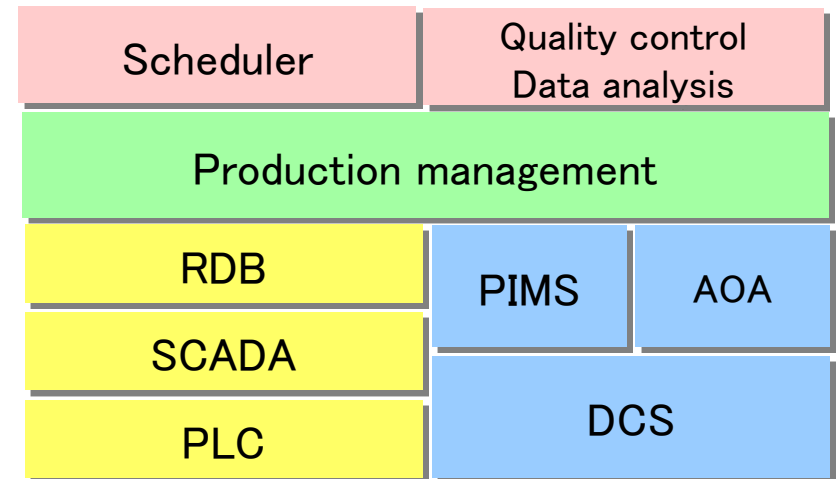 Scheduler
Quality control
Data analysis
Production management
RDB
PIMS
AOA
SCADA
DCS
PLC